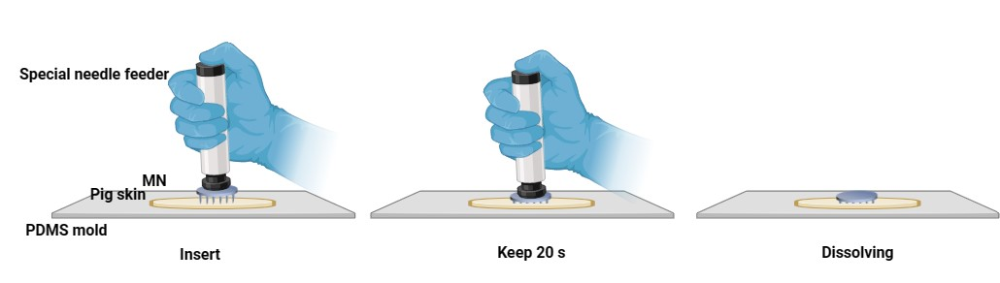 Special needle feeder
MN
Pig skin
PDMS mold
Insert
Keep 20 s
Dissolving